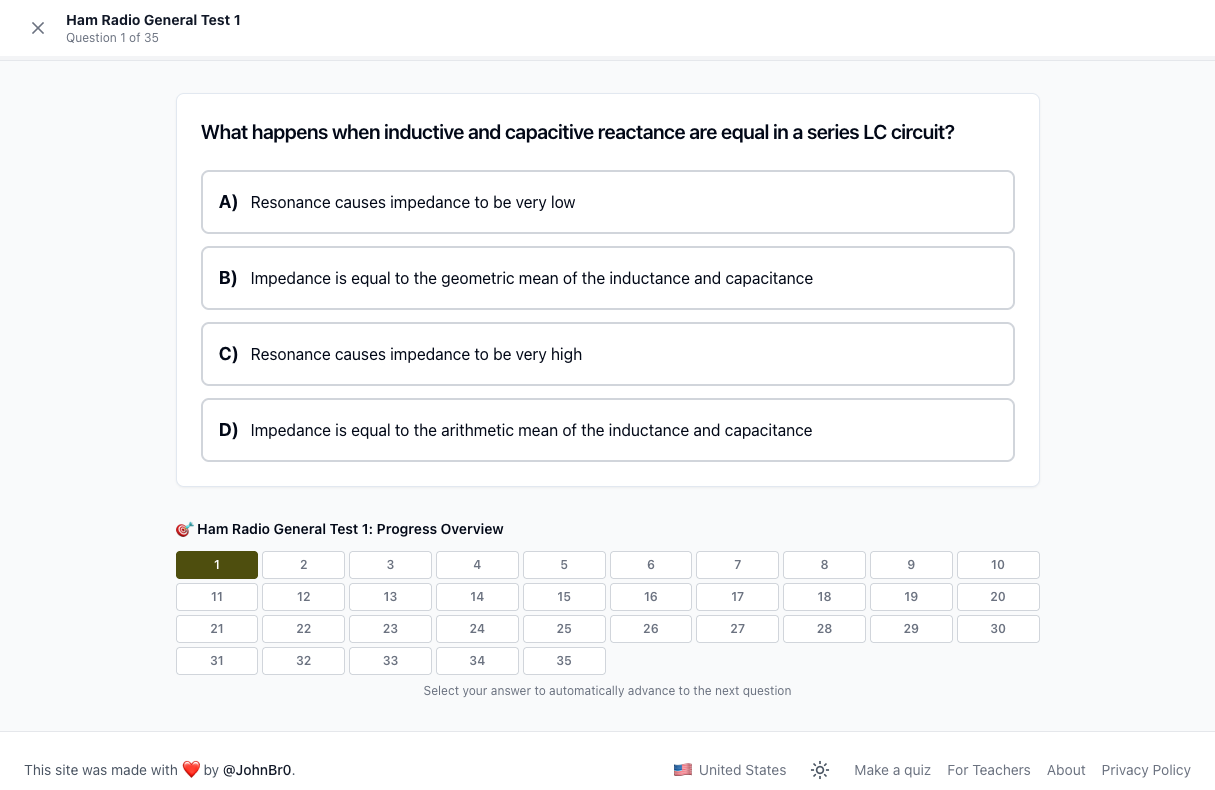 Ham Radio General Test 1
Question 1 of 35
What happens when inductive and capacitive reactance are equal in a series LC circuit?
A) Resonance causes impedance to be very low
B) Impedance is equal to the geometric mean of the inductance and capacitance
C) Resonance causes impedance to be very high
D) Impedance is equal to the arithmetic mean of the inductance and capacitance
🎯 Ham Radio General Test 1: Progress Overview
1 2 3 4 5 6 7 8 9 10
11 12 13 14 15 16 17 18 19 20
21 22 23 24 25 26 27 28 29 30
31 32 33 34 35
Select your answer to automatically advance to the next question
This site was made with ❤️ by @JohnBr0. 🇺🇸 United States Make a quiz For Teachers About Privacy Policy